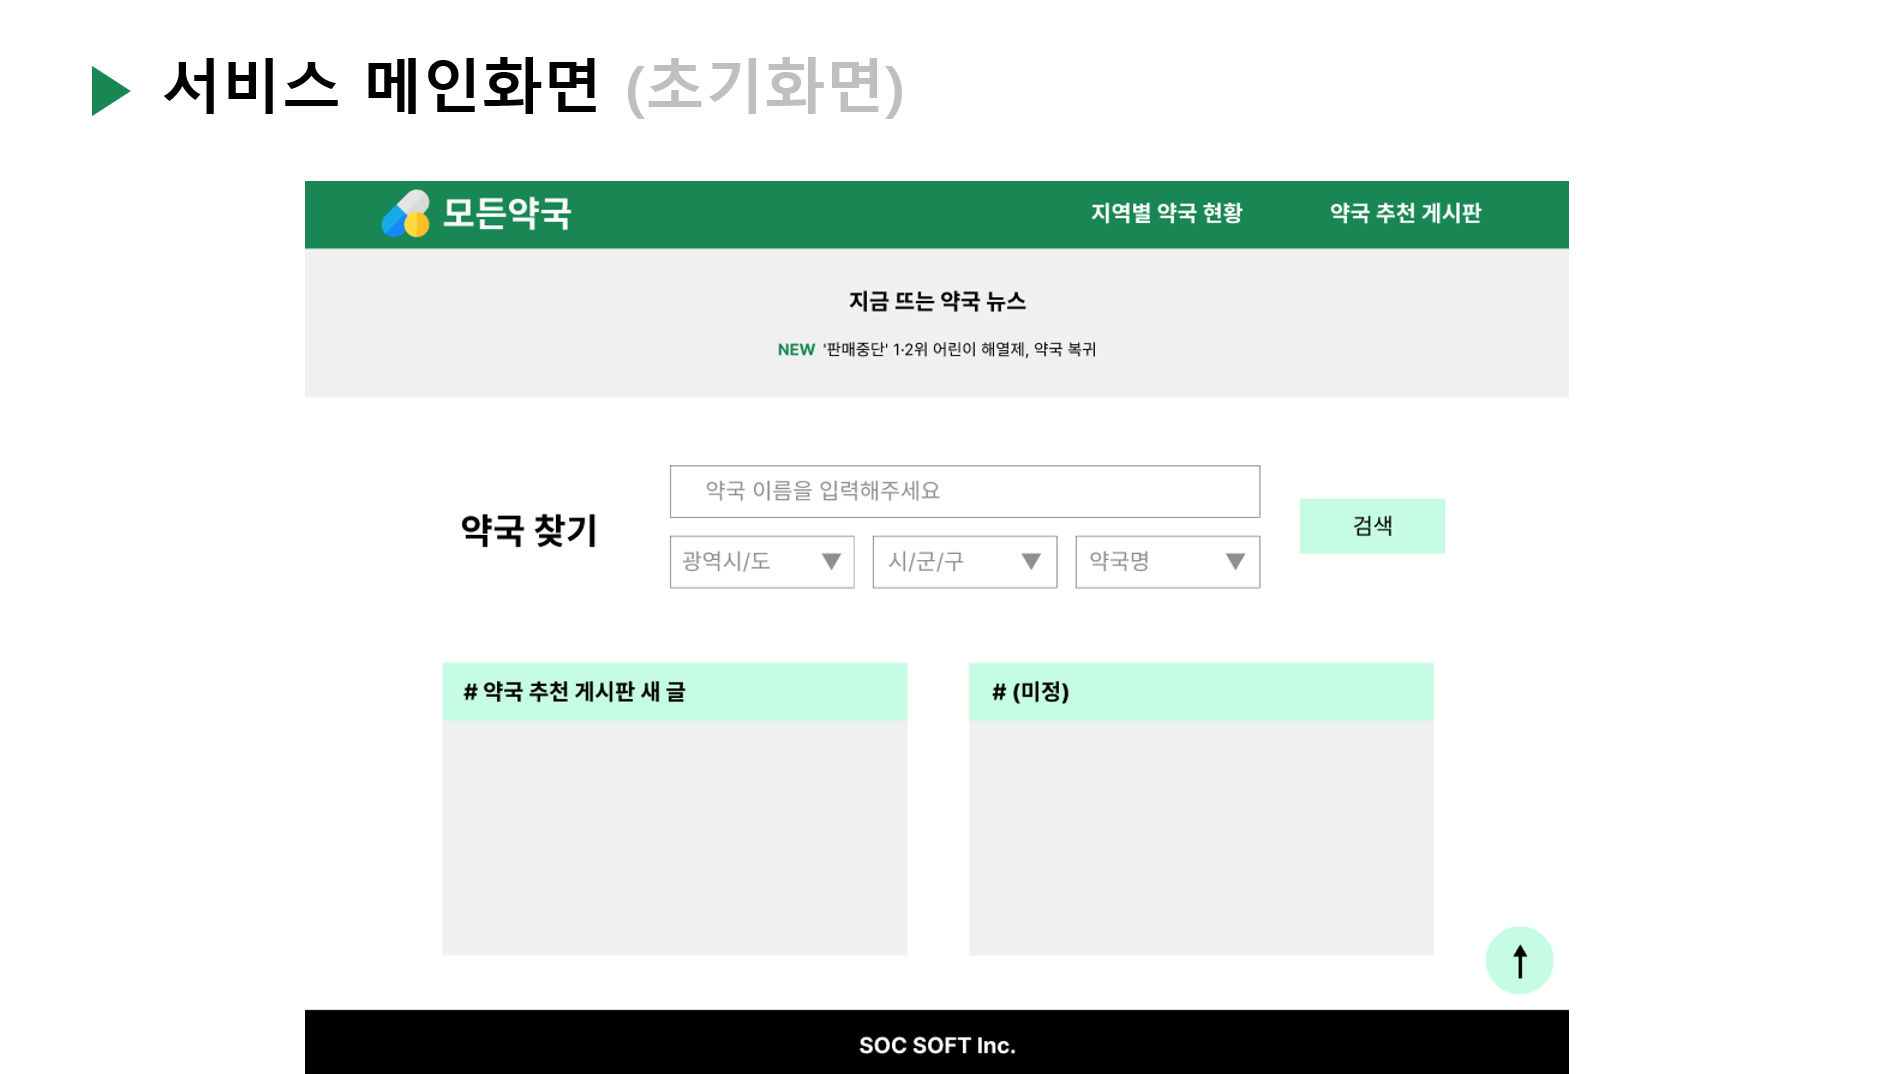 서비스 메인화면 (초기화면)
모든약국
지역별 약국 현황
약국 추천 게시판
지금 뜨는 약국 뉴스
NEW '판매중단' 1·2위 어린이 해열제, 약국 복귀
약국 찾기
약국 이름을 입력해주세요
광역시/도
시/군/구
약국명
검색
# 약국 추천 게시판 새 글
# (미정)
SOC SOFT Inc.